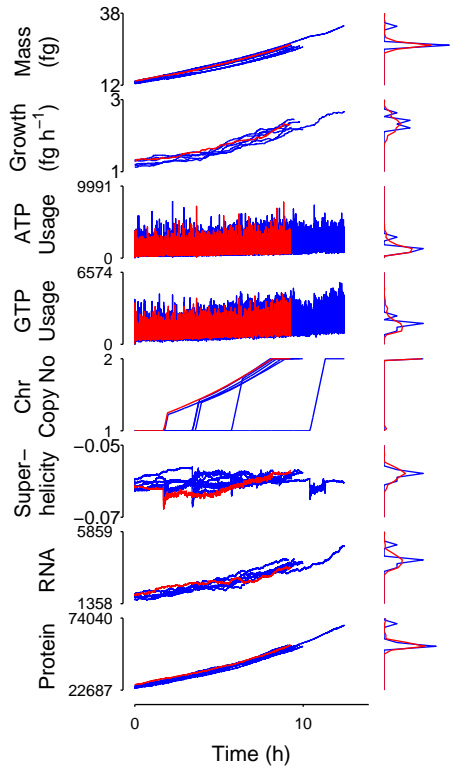 38
Mass
(fg)
12
3
Growth
(fg h⁻¹)
1
9991
ATP
Usage
0
6574
GTP
Usage
0
2
Chr
Copy No
1
−0.05
Super−
helicity
−0.07
5859
RNA
1358
74040
Protein
22687
0 10
Time (h)